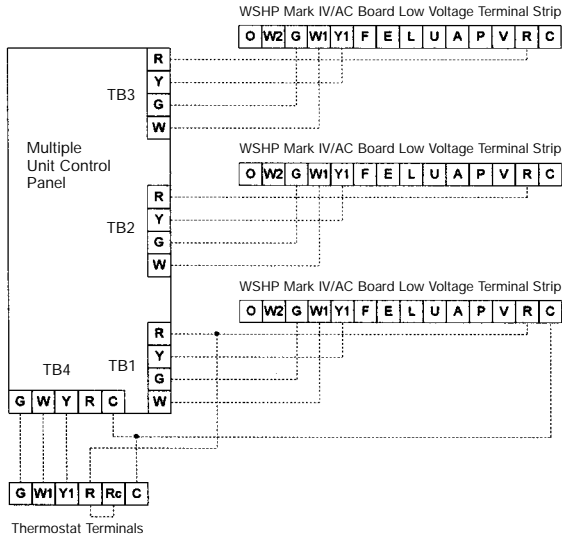 WSHP Mark IV/AC Board Low Voltage Terminal Strip
O W2 G W1 Y1 F E L U A P V R C
R
Y
TB3
G
W
Multiple
Unit Control
Panel
WSHP Mark IV/AC Board Low Voltage Terminal Strip
O W2 G W1 Y1 F E L U A P V R C
R
Y
TB2
G
W
WSHP Mark IV/AC Board Low Voltage Terminal Strip
O W2 G W1 Y1 F E L U A P V R C
R
Y
TB4 TB1
G
G W Y R C W
G W1 Y1 R Rc C
Thermostat Terminals